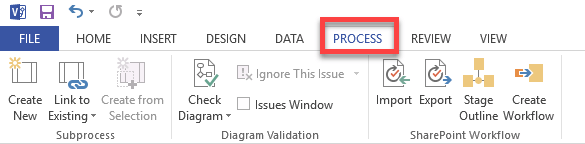 FILE HOME INSERT DESIGN DATA PROCESS REVIEW VIEW
Create New
Link to Existing
Create from Selection
Subprocess
Check Diagram
Ignore This Issue
Issues Window
Diagram Validation
Import
Export
Stage Outline
Create Workflow
SharePoint Workflow